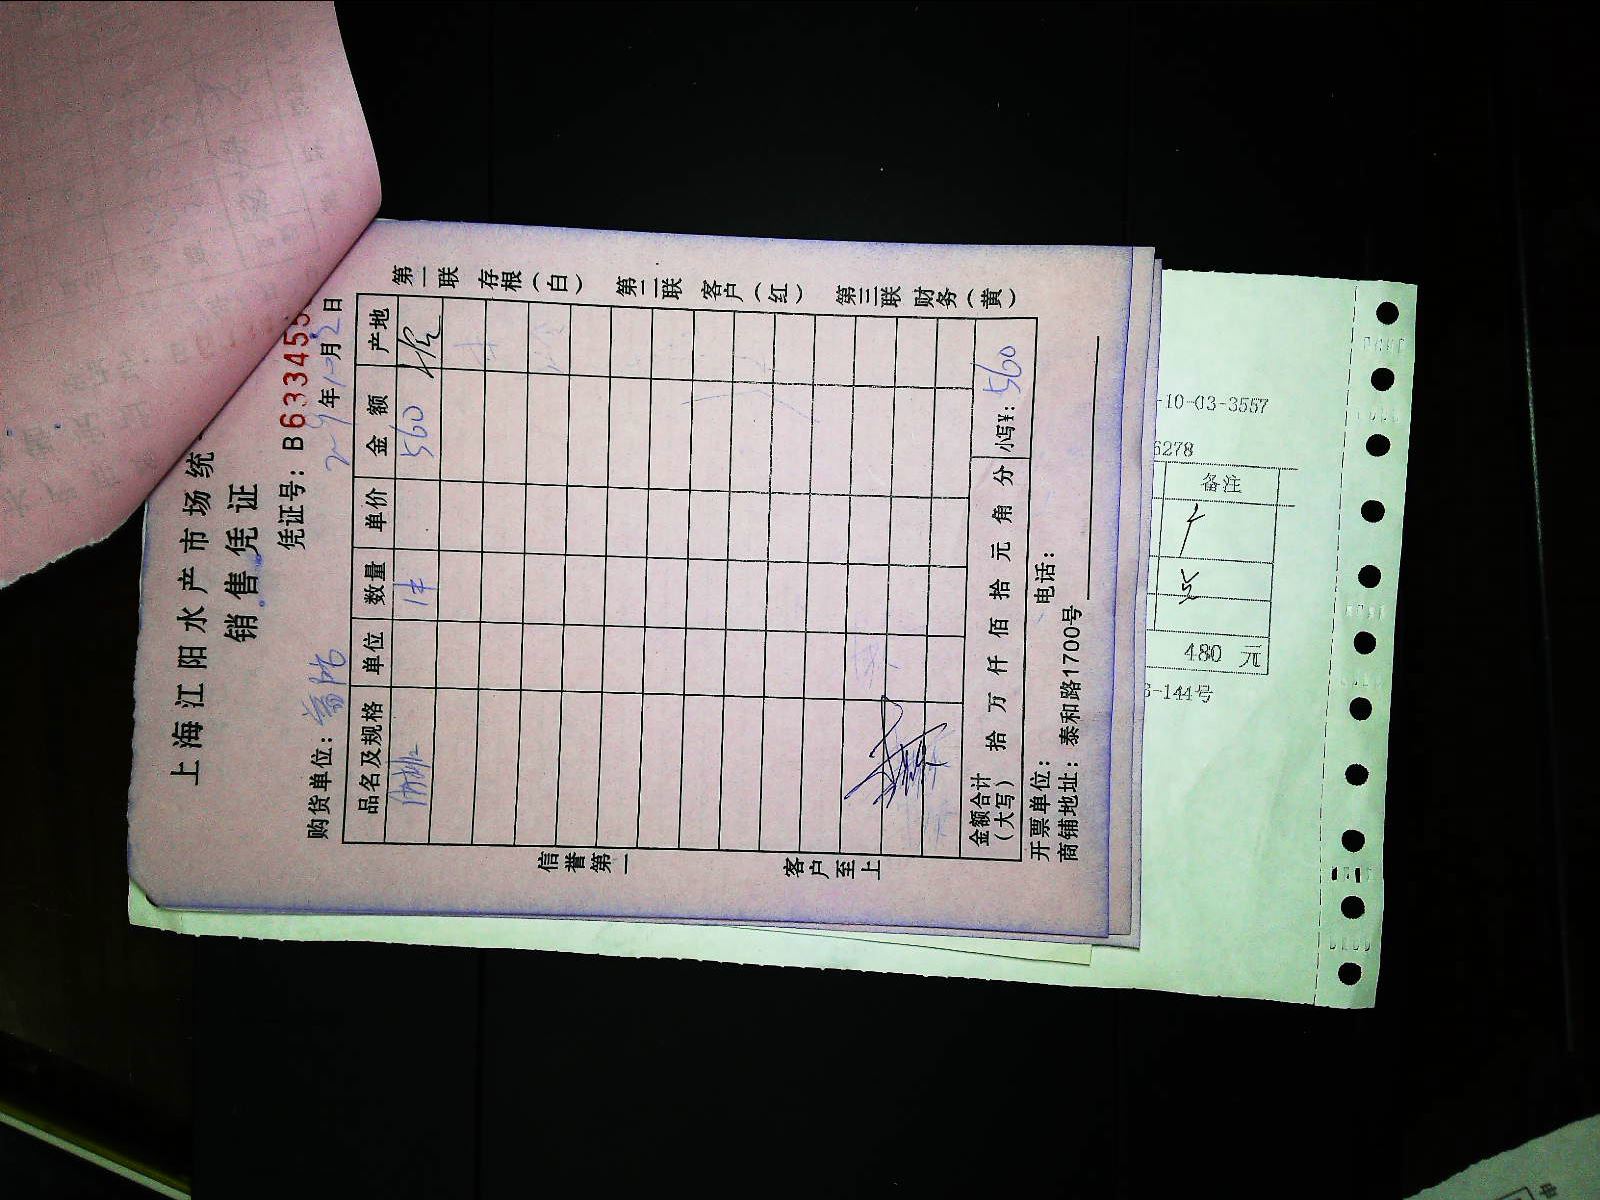 上海江阳水产市场统
销售凭证
凭证号：B633455
年 月 日
购货单位：
品名及规格 单位 数量 单价 金额 产地
560
金额合计（大写） 拾 万 仟 佰 拾 元 角 分 小写¥：560
开票单位： 电话：
商铺地址：泰和路1700号
信誉第一 客户至上
第一联 存根（白） 第二联 客户（红） 第三联 财务（黄）
-10-03-3557
6278
备注
480 元
-144号